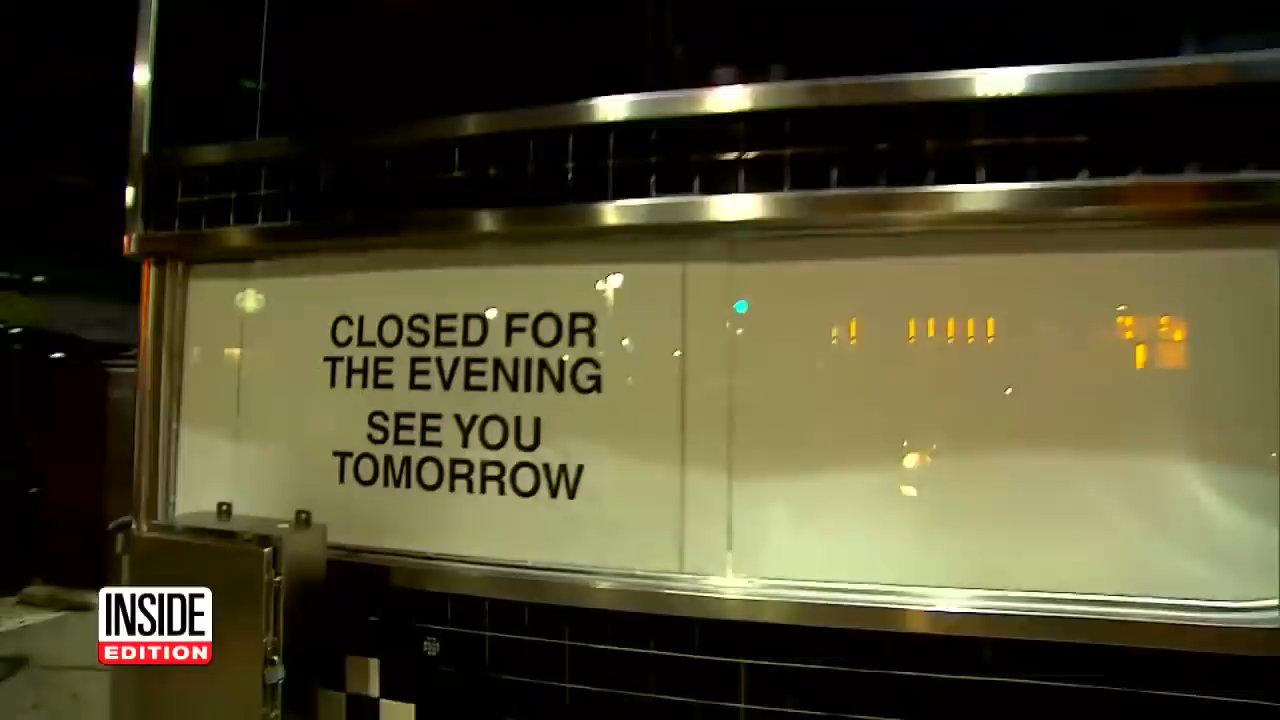 CLOSED FOR
THE EVENING
SEE YOU
TOMORROW
INSIDE
EDITION